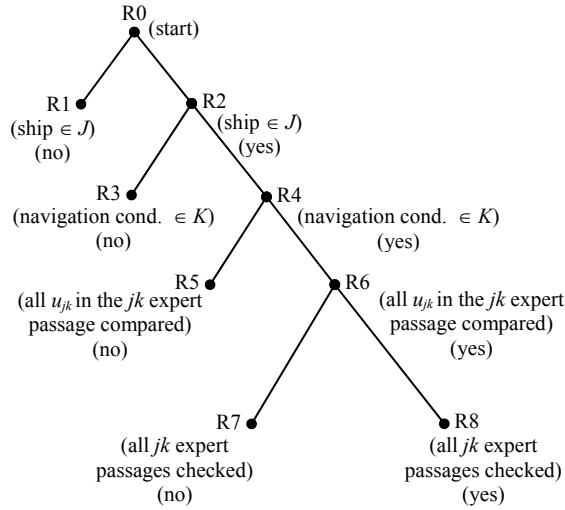 R0
(start)
R1
(ship ∈ J)
(no)
R2
(ship ∈ J)
(yes)
R3
(navigation cond. ∈ K)
(no)
R4
(navigation cond. ∈ K)
(yes)
R5
(all ujk in the jk expert
passage compared)
(no)
R6
(all ujk in the jk expert
passage compared)
(yes)
R7
(all jk expert
passages checked)
(no)
R8
(all jk expert
passages checked)
(yes)